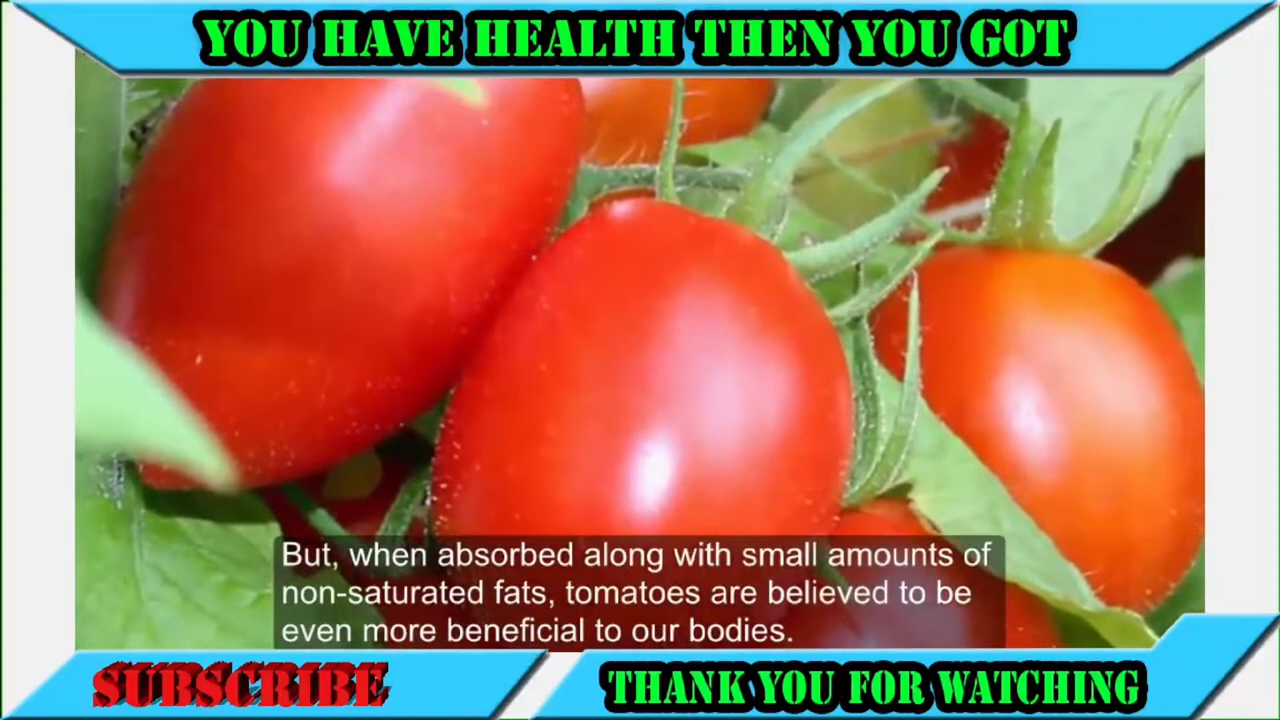 YOU HAVE HEALTH THEN YOU GOT
But, when absorbed along with small amounts of
non-saturated fats, tomatoes are believed to be
even more beneficial to our bodies.
SUBSCRIBE
THANK YOU FOR WATCHING